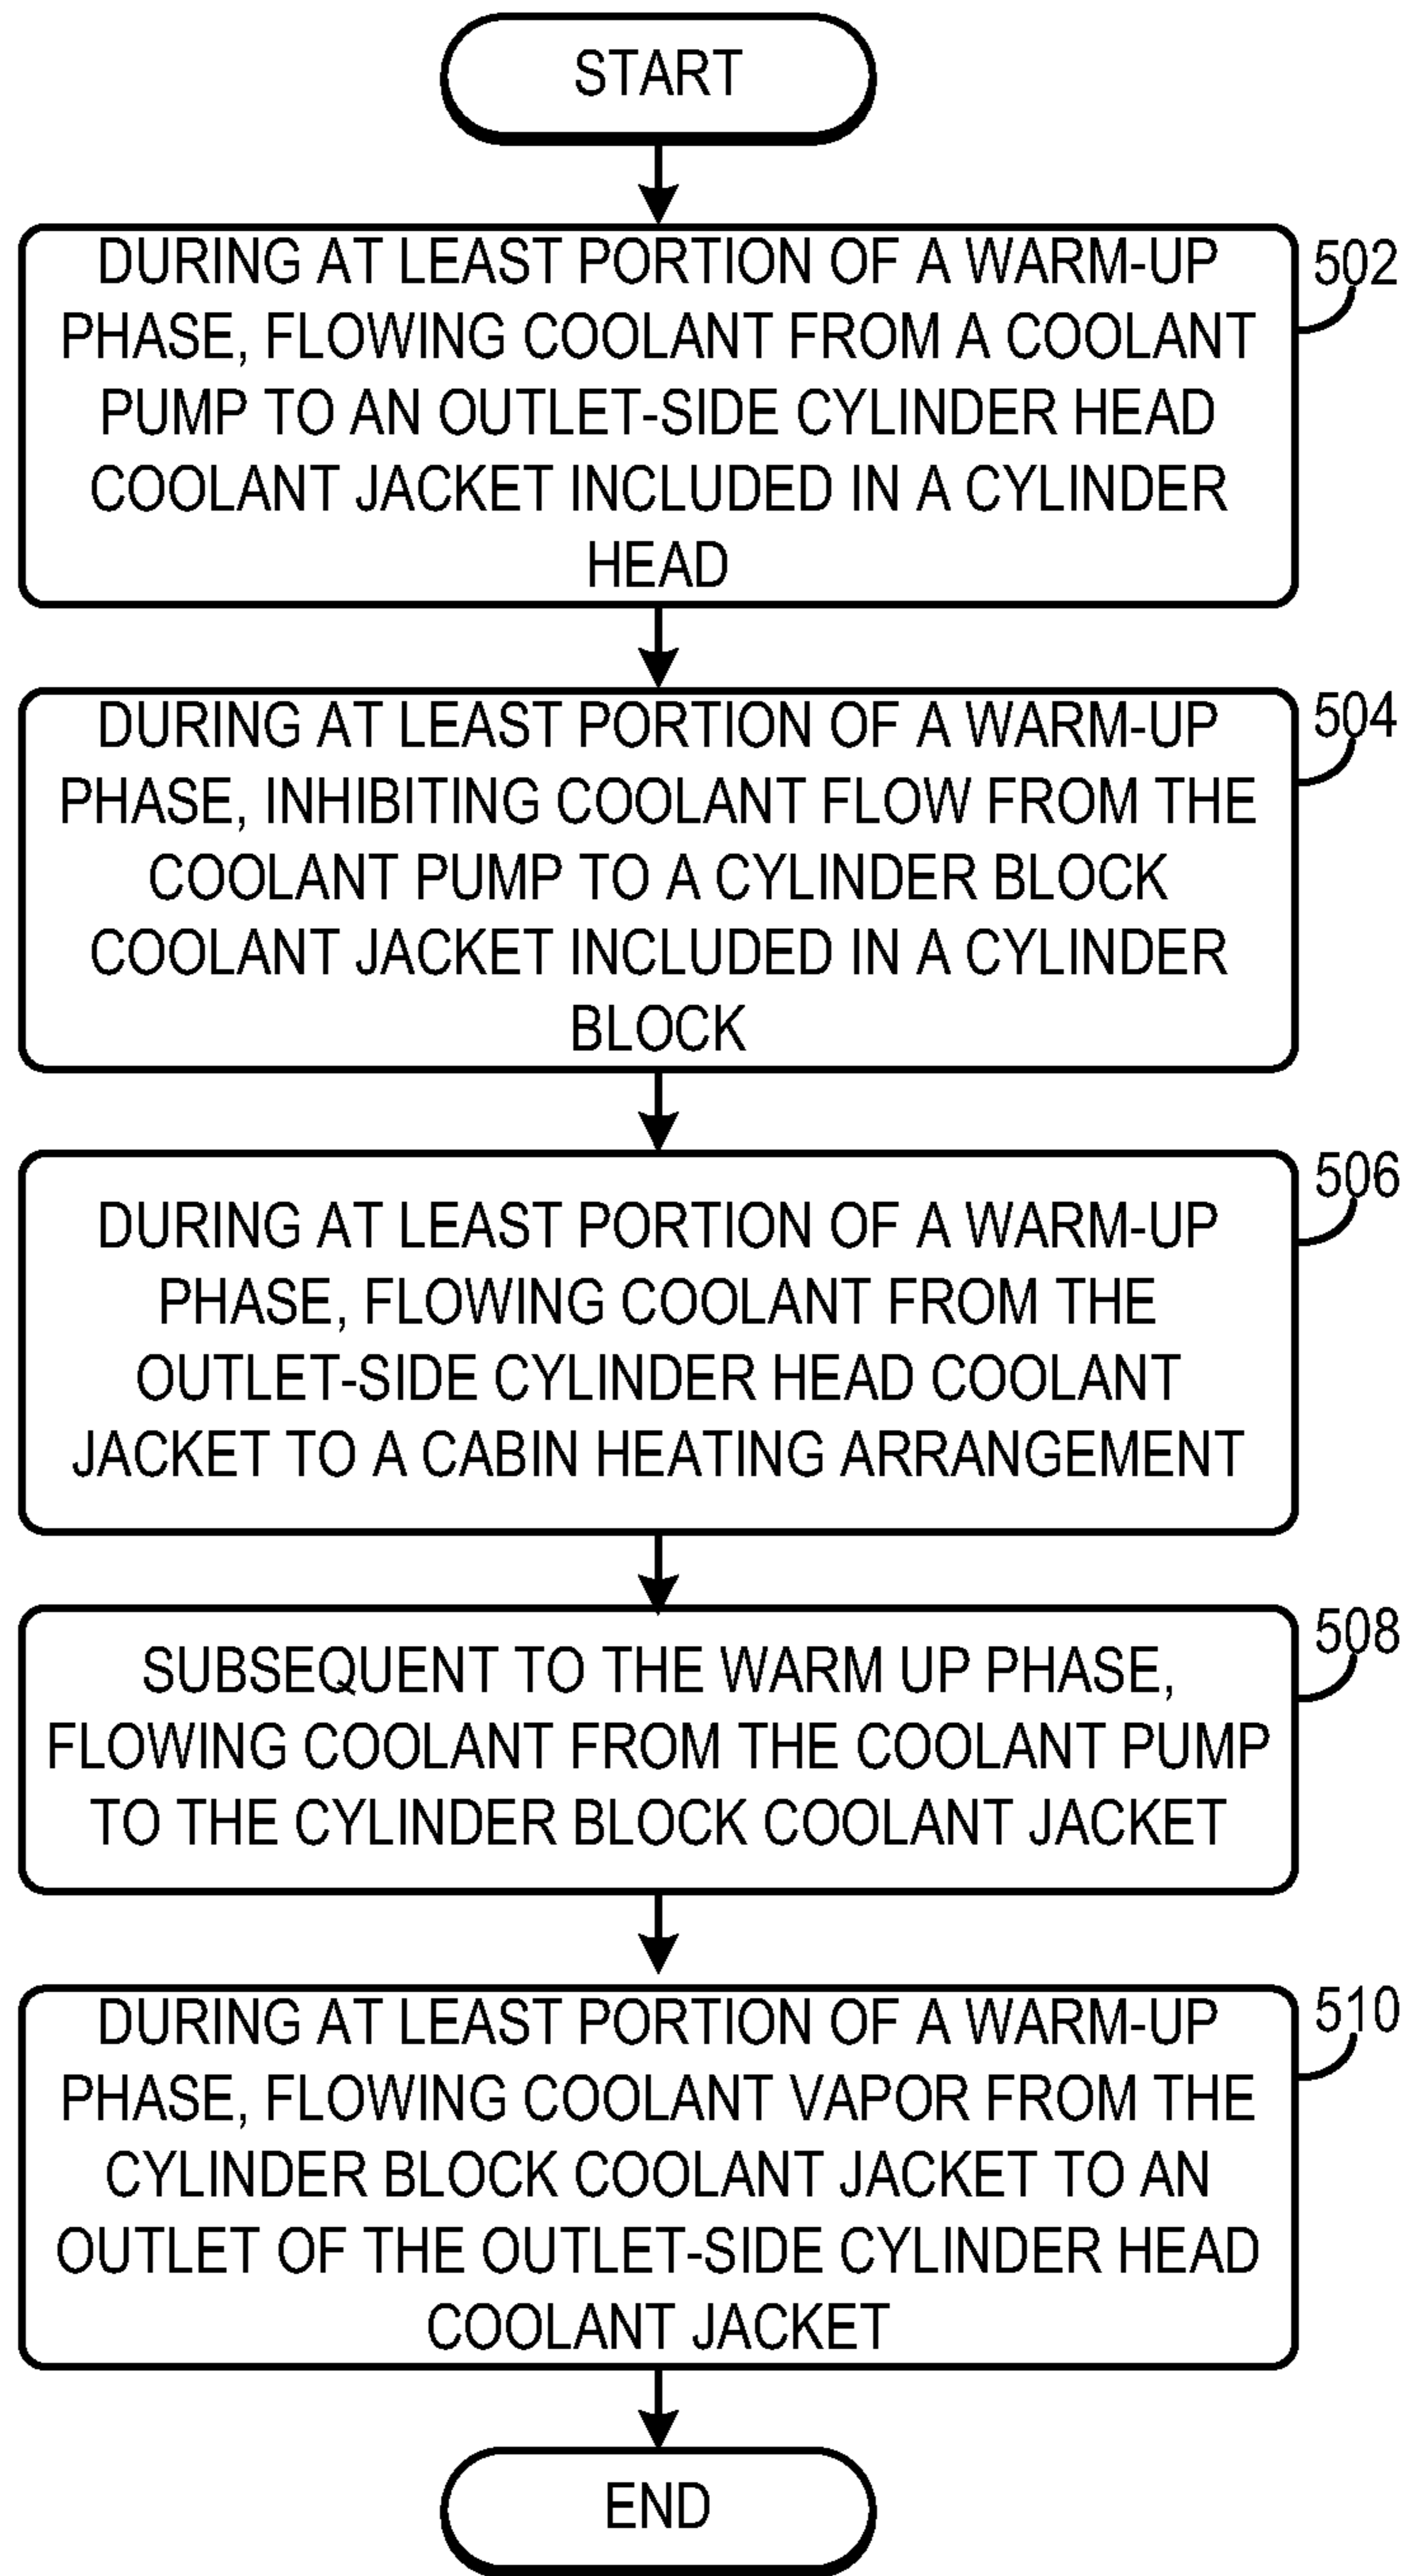 START
DURING AT LEAST PORTION OF A WARM-UP
PHASE, FLOWING COOLANT FROM A COOLANT
PUMP TO AN OUTLET-SIDE CYLINDER HEAD
COOLANT JACKET INCLUDED IN A CYLINDER
HEAD
502
DURING AT LEAST PORTION OF A WARM-UP
PHASE, INHIBITING COOLANT FLOW FROM THE
COOLANT PUMP TO A CYLINDER BLOCK
COOLANT JACKET INCLUDED IN A CYLINDER
BLOCK
504
DURING AT LEAST PORTION OF A WARM-UP
PHASE, FLOWING COOLANT FROM THE
OUTLET-SIDE CYLINDER HEAD COOLANT
JACKET TO A CABIN HEATING ARRANGEMENT
506
SUBSEQUENT TO THE WARM UP PHASE,
FLOWING COOLANT FROM THE COOLANT PUMP
TO THE CYLINDER BLOCK COOLANT JACKET
508
DURING AT LEAST PORTION OF A WARM-UP
PHASE, FLOWING COOLANT VAPOR FROM THE
CYLINDER BLOCK COOLANT JACKET TO AN
OUTLET OF THE OUTLET-SIDE CYLINDER HEAD
COOLANT JACKET
510
END